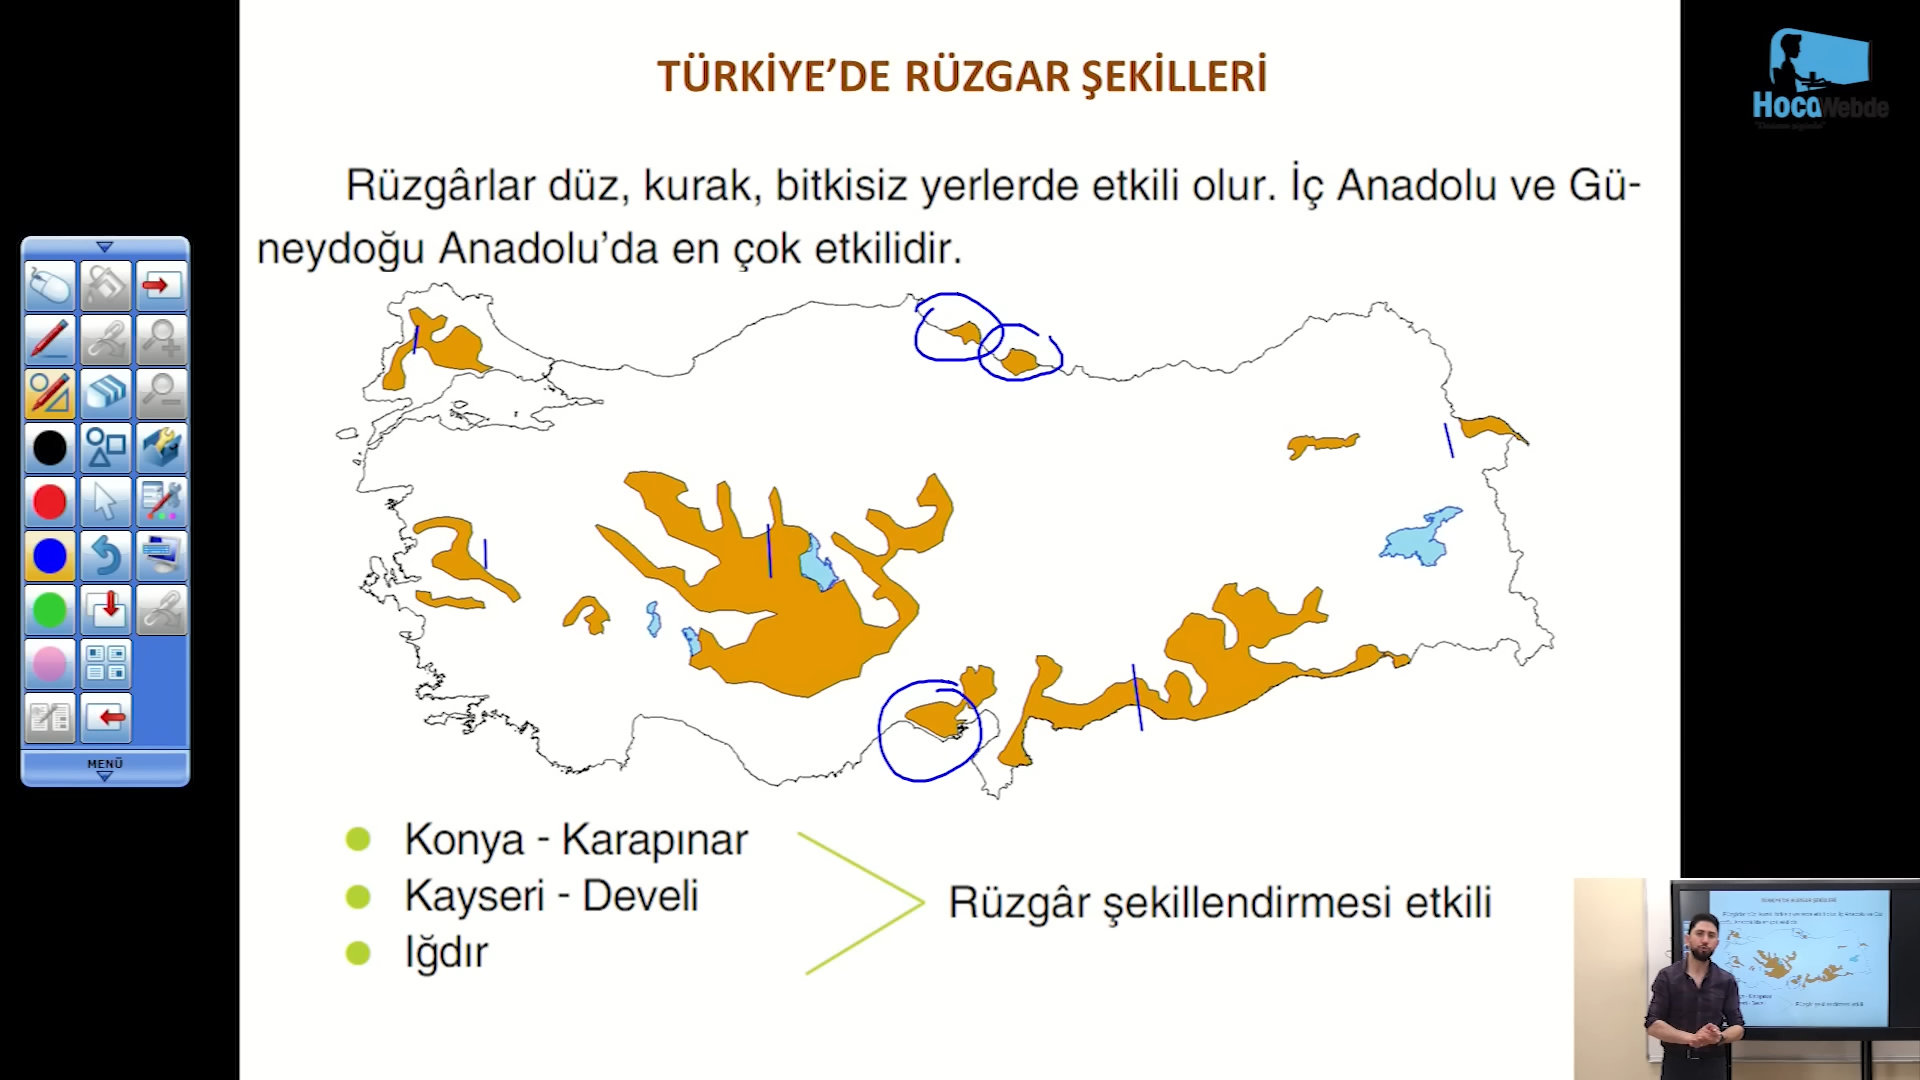 TÜRKİYE’DE RÜZGAR ŞEKİLLERİ
HocaWebde
Rüzgârlar düz, kurak, bitkisiz yerlerde etkili olur. İç Anadolu ve Gü-
neydoğu Anadolu’da en çok etkilidir.
MENÜ
Konya - Karapınar
Kayseri - Develi
Iğdır
Rüzgâr şekillendirmesi etkili